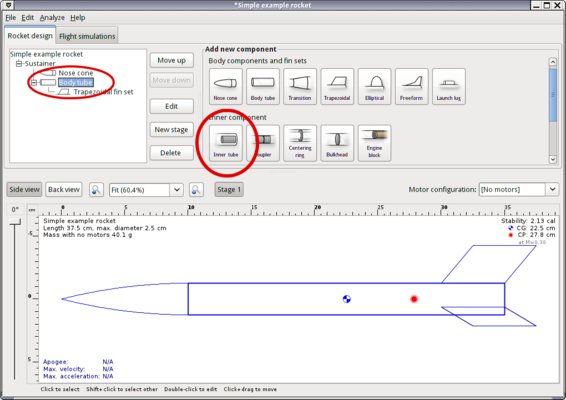 *Simple example rocket
File Edit Analyze Help
Rocket design Flight simulations
Simple example rocket
Sustainer
Nose cone
Body tube
Trapezoidal fin set
Move up
Move down
Edit
New stage
Delete
Add new component
Body components and fin sets
Nose cone Body tube Transition Trapezoidal Elliptical Freeform Launch lug
Inner component
Inner tube Coupler Centering ring Bulkhead Engine block
Side view Back view Fit (60.4%) Stage 1 Motor configuration: [No motors]
0°
cm 0 5 10 15 20 25 30 35
-5
0
5
Simple example rocket
Length 37.5 cm, max. diameter 2.5 cm
Mass with no motors 40.1 g
Stability: 2.13 cal
CG: 22.5 cm
CP: 27.8 cm
at M=0.30
Apogee: N/A
Max. velocity: N/A
Max. acceleration: N/A
Click to select Shift+click to select other Double-click to edit Click+drag to move